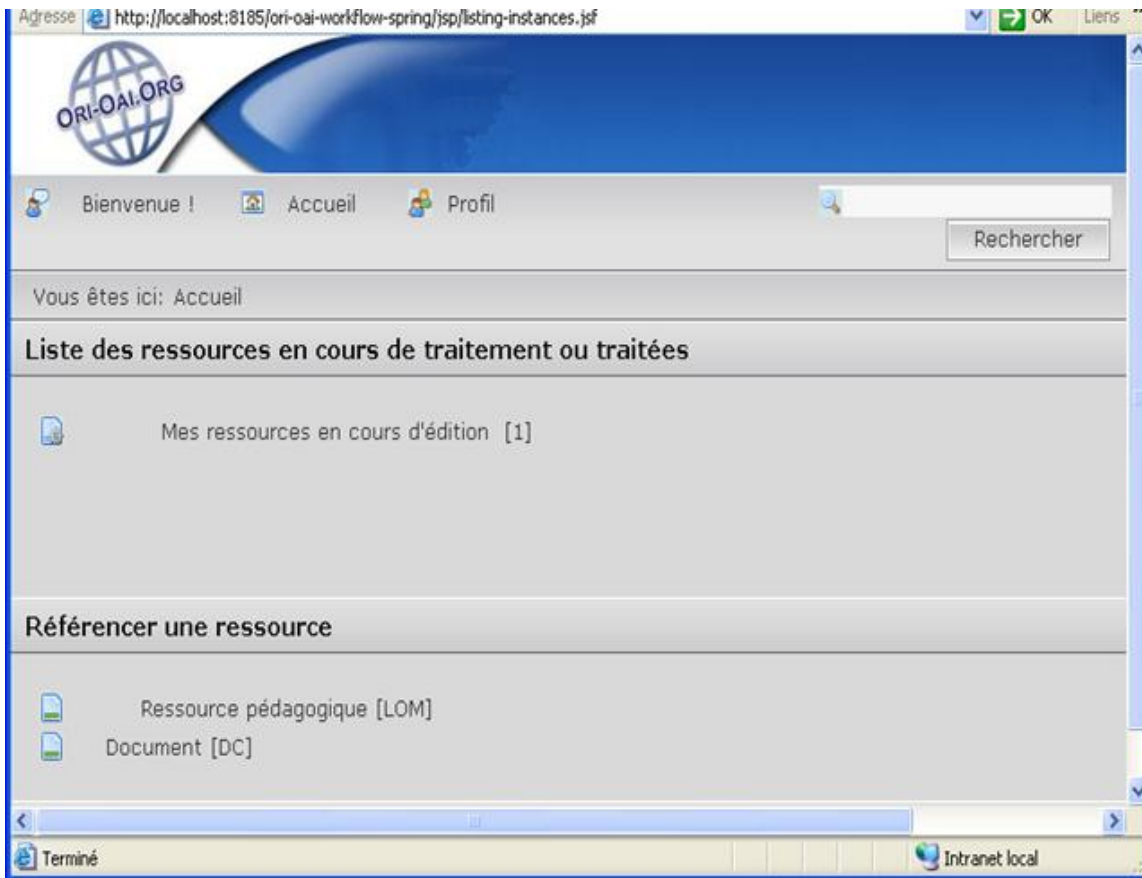 Adresse http://localhost:8185/ori-oai-workflow-spring/jsp/listing-instances.jsf OK Liens
ORI-OAI.ORG
Bienvenue ! Accueil Profil
Rechercher
Vous êtes ici: Accueil
Liste des ressources en cours de traitement ou traitées
Mes ressources en cours d'édition [1]
Référencer une ressource
Ressource pédagogique [LOM]
Document [DC]
Terminé Intranet local